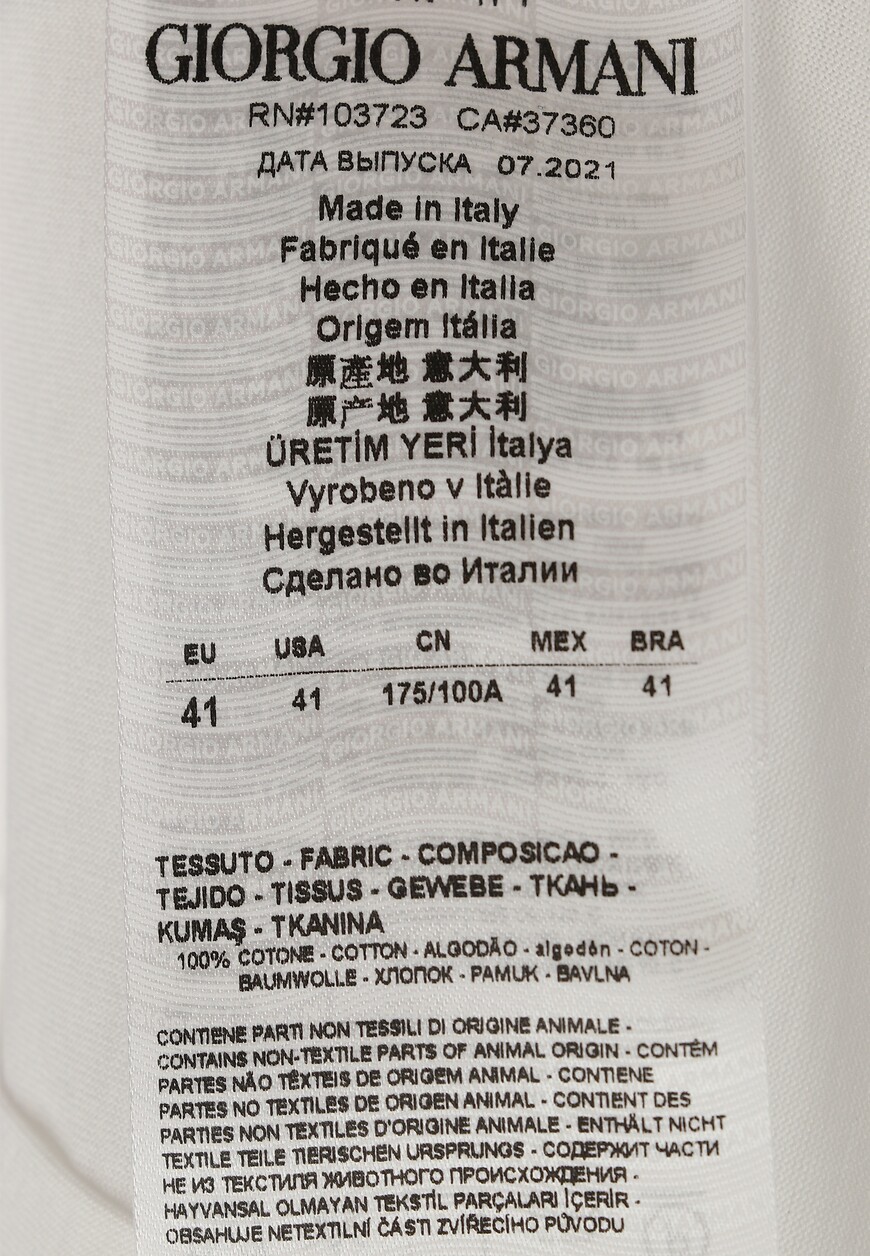 GIORGIO ARMANI
RN#103723 CA#37360
ДАТА ВЫПУСКА 07.2021
Made in Italy
Fabriqué en Italie
Hecho en Italia
Origem Itália
原產地 意大利
原产地 意大利
ÜRETİM YERİ İtalya
Vyrobeno v Itàlie
Hergestellt in Italien
Сделано во Италии
EU USA CN MEX BRA
41 41 175/100A 41 41
TESSUTO - FABRIC - COMPOSICAO -
TEJIDO - TISSUS - GEWEBE - ТКАНЬ -
KUMAŞ - TKANINA
100% COTONE - COTTON - ALGODÃO - algodón - COTON -
BAUMWOLLE - ХЛОПОК - PAMUK - BAVLNA
CONTIENE PARTI NON TESSILI DI ORIGINE ANIMALE -
CONTAINS NON-TEXTILE PARTS OF ANIMAL ORIGIN - CONTÊM
PARTES NÃO TÊXTEIS DE ORIGEM ANIMAL - CONTIENE
PARTES NO TEXTILES DE ORIGEN ANIMAL - CONTIENT DES
PARTIES NON TEXTILES D'ORIGINE ANIMALE - ENTHÄLT NICHT
TEXTILE TEILE TIERISCHEN URSPRUNGS - СОДЕРЖИТ ЧАСТИ
НЕ ИЗ ТЕКСТИЛЯ ЖИВОТНОГО ПРОИСХОЖДЕНИЯ -
HAYVANSAL OLMAYAN TEKSTİL PARÇALARI İÇERİR -
OBSAHUJE NETEXTILNÍ ČÁSTI ZVÍŘECÍHO PŮVODU